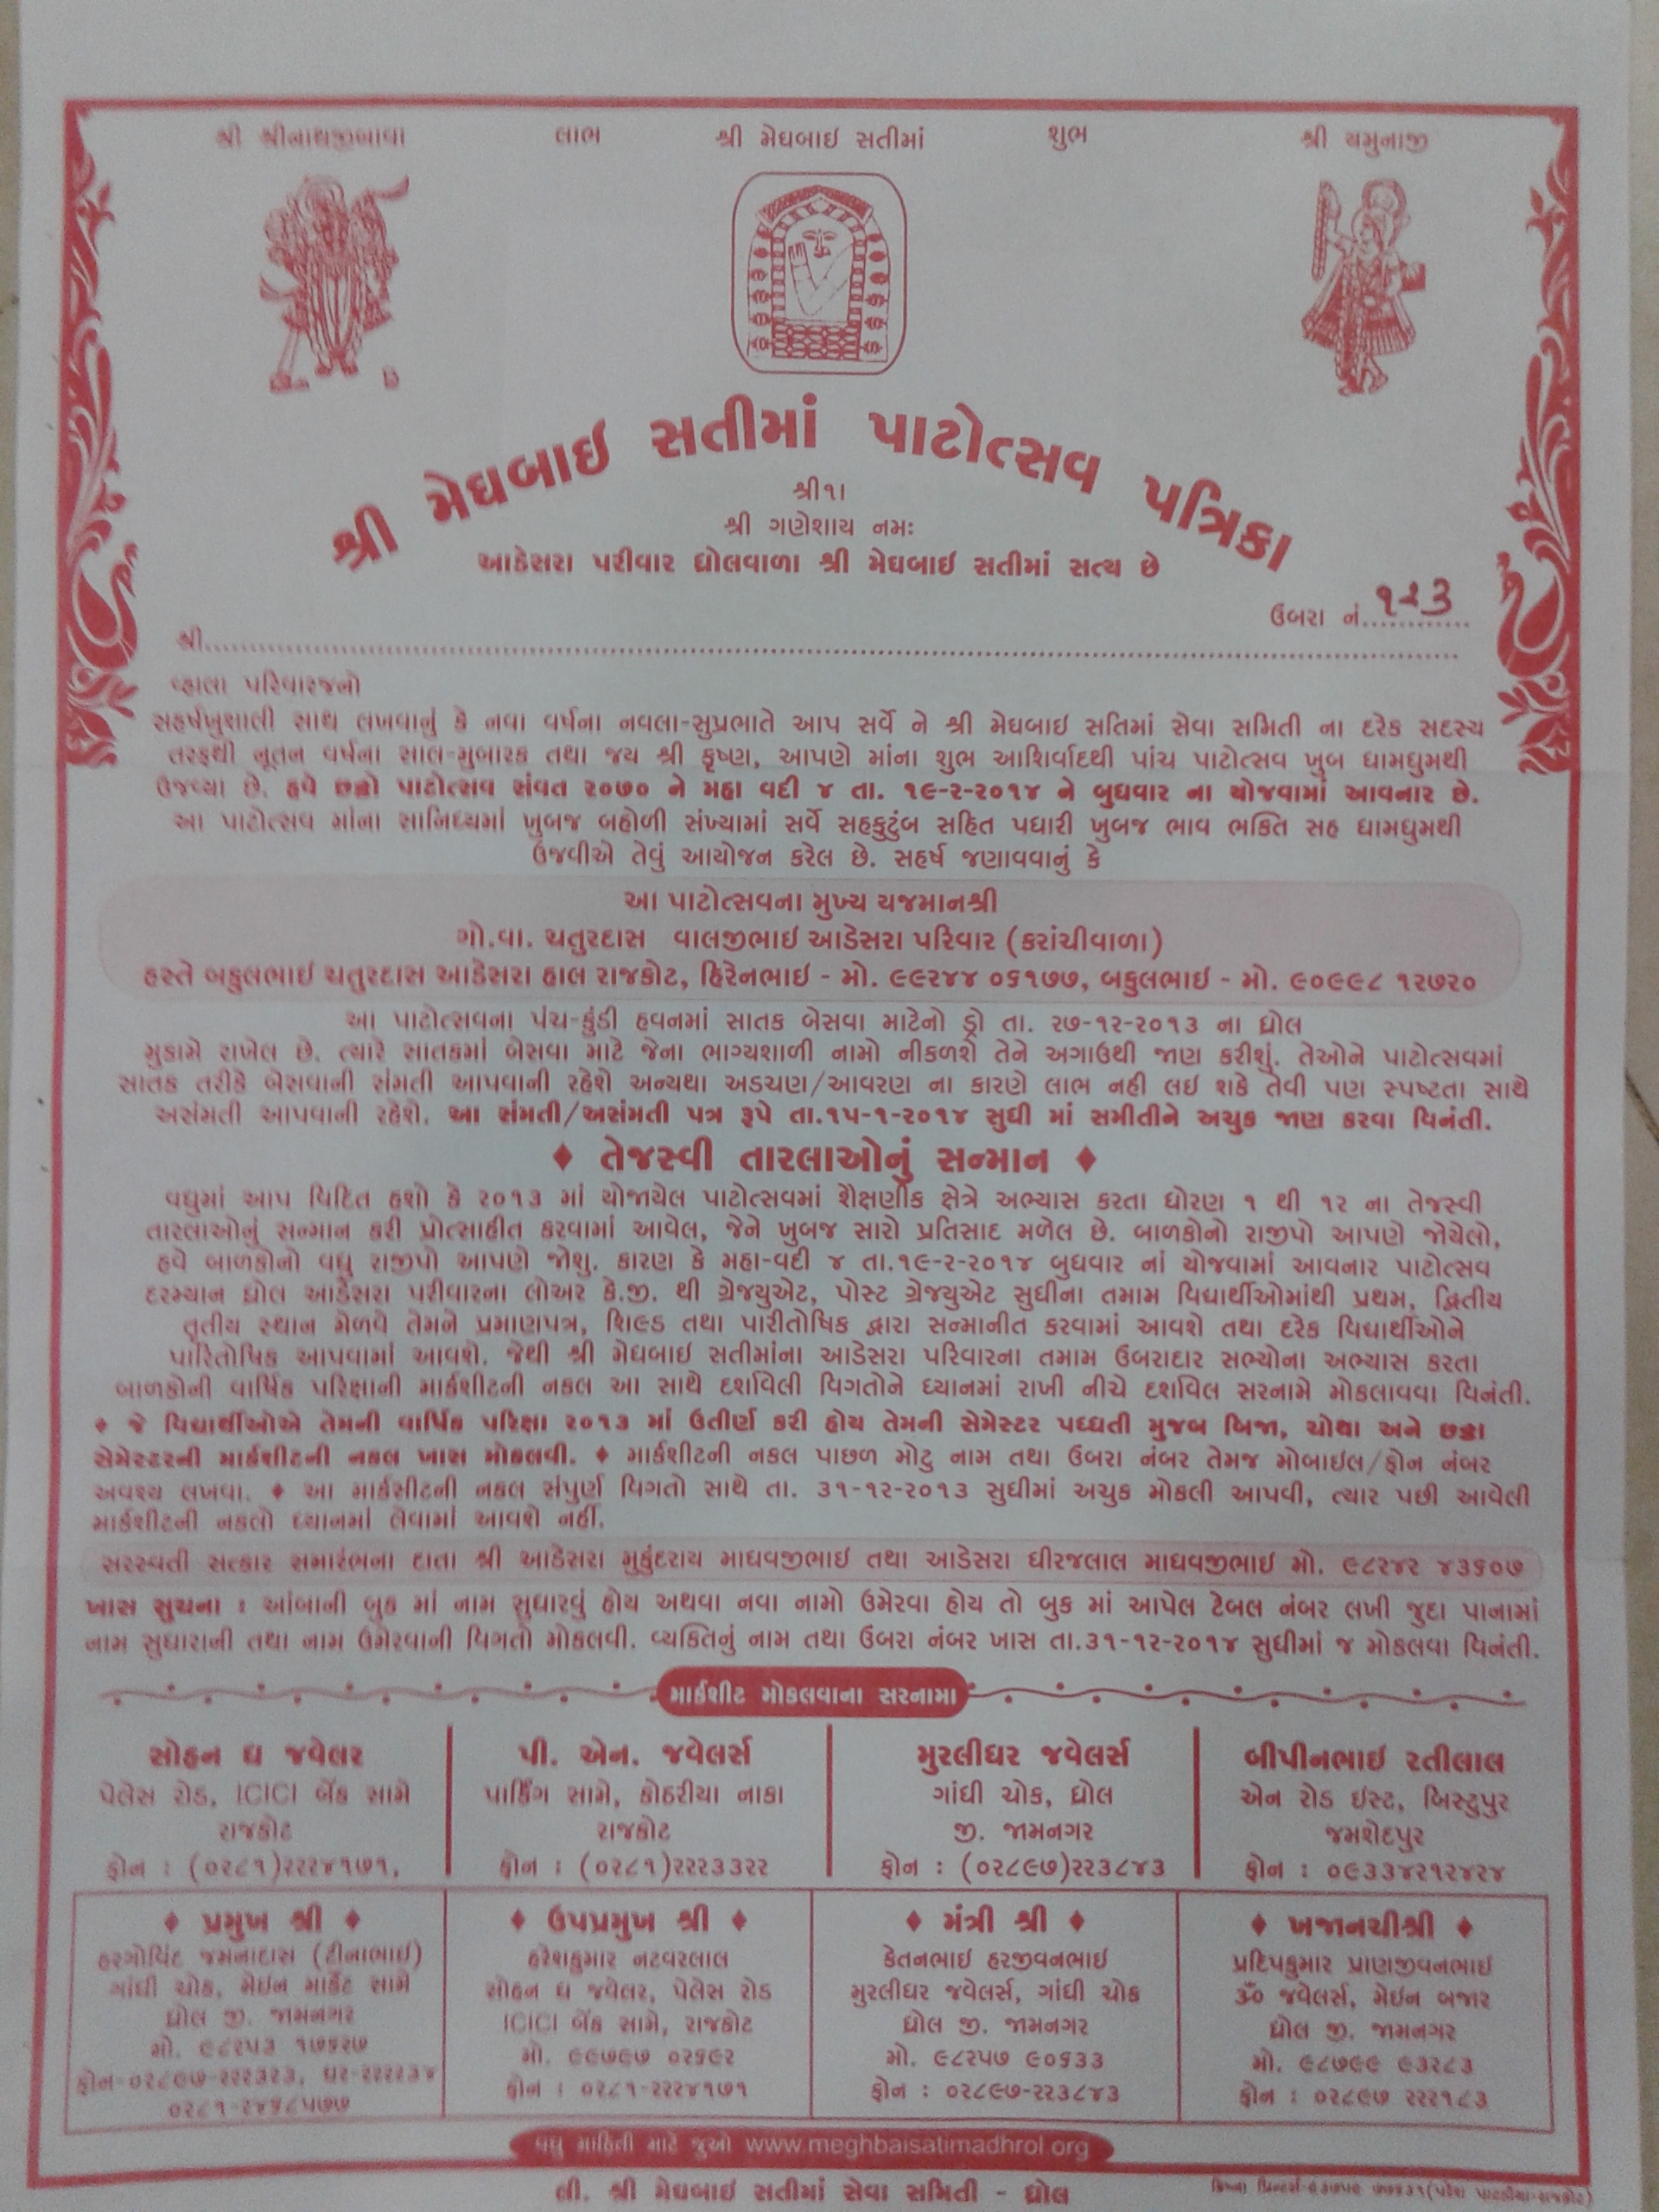 શ્રી શ્રીનાથજીબાવા લાભ શ્રી મેઘબાઇ સતીમાં શુભ શ્રી યમુનાજી
શ્રી મેઘબાઇ સતીમાં પાટોત્સવ પત્રિકા
શ્રી૧ા
શ્રી ગણેશાય નમઃ
આડેસરા પરીવાર ધ્રોલવાળા શ્રી મેઘબાઇ સતીમાં સત્ય છે
ઉંબરા નં. ૧૨૩
શ્રી
વ્હાલા પરિવારજનો
સહર્ષખુશાલી સાથ લખવાનું કે નવા વર્ષના નવલા-સુપ્રભાતે આપ સર્વે ને શ્રી મેઘબાઇ સતિમાં સેવા સમિતી ના દરેક સદસ્ય
તરફથી નૂતન વર્ષના સાલ-મુબારક તથા જય શ્રી કૃષ્ણ, આપણે માંના શુભ આશિર્વાદથી પાંચ પાટોત્સવ ખુબ ધામધુમથી
ઉજવ્યા છે. હવે છઠ્ઠો પાટોત્સવ સંવત ૨૦૭૦ ને મહા વદી ૪ તા. ૧૯-૨-૨૦૧૪ ને બુધવાર ના યોજવામાં આવનાર છે.
આ પાટોત્સવ માંના સાનિધ્યમાં ખુબજ બહોળી સંખ્યામાં સર્વે સહકુટુંબ સહિત પધારી ખુબજ ભાવ ભક્તિ સહ ધામધુમથી
ઉજવીએ તેવું આયોજન કરેલ છે. સહર્ષ જણાવવાનું કે
આ પાટોત્સવના મુખ્ય યજમાનશ્રી
ગો.વા. ચતુરદાસ વાલજીભાઇ આડેસરા પરિવાર (કરાંચીવાળા)
હસ્તે બકુલભાઇ ચતુરદાસ આડેસરા હાલ રાજકોટ, હિરેનભાઇ - મો. ૯૯૨૪૪ ૦૬૧૭૭, બકુલભાઇ - મો. ૯૦૯૯૮ ૧૨૭૨૦
આ પાટોત્સવના પંચ-કુંડી હવનમાં સાતક બેસવા માટેનો ડ્રો તા. ૨૭-૧૨-૨૦૧૩ ના ધ્રોલ
મુકામે રાખેલ છે. ત્યારે સાતકમાં બેસવા માટે જેના ભાગ્યશાળી નામો નીકળશે તેને અગાઉથી જાણ કરીશું. તેઓને પાટોત્સવમાં
સાતક તરીકે બેસવાની સંમતી આપવાની રહેશે અન્યથા અડચણ/આવરણ ના કારણે લાભ નહી લઇ શકે તેવી પણ સ્પષ્ટતા સાથે
અસંમતી આપવાની રહેશે. આ સંમતી/અસંમતી પત્ર રૂપે તા.૧૫-૧-૨૦૧૪ સુધી માં સમીતીને અચુક જાણ કરવા વિનંતી.
♦ તેજસ્વી તારલાઓનું સન્માન ♦
વધુમાં આપ વિદિત હશો કે ૨૦૧૩ માં યોજાયેલ પાટોત્સવમાં શૈક્ષણીક ક્ષેત્રે અભ્યાસ કરતા ધોરણ ૧ થી ૧૨ ના તેજસ્વી
તારલાઓનું સન્માન કરી પ્રોત્સાહીત કરવામાં આવેલ, જેને ખુબજ સારો પ્રતિસાદ મળેલ છે. બાળકોનો રાજીપો આપણે જોયેલો,
હવે બાળકોનો વધુ રાજીપો આપણે જોશુ. કારણ કે મહા-વદી ૪ તા.૧૯-૨-૨૦૧૪ બુધવાર નાં યોજવામાં આવનાર પાટોત્સવ
દરમ્યાન ધ્રોલ આડેસરા પરીવારના લોઅર કે.જી. થી ગ્રેજયુએટ, પોસ્ટ ગ્રેજયુએટ સુધીના તમામ વિદ્યાર્થીઓમાંથી પ્રથમ, દ્વિતીય
તૃતીય સ્થાન મેળવે તેમને પ્રમાણપત્ર, શિલ્ડ તથા પારીતોષિક દ્વારા સન્માનીત કરવામાં આવશે તથા દરેક વિદ્યાર્થીઓને
પારિતોષિક આપવામાં આવશે. જેથી શ્રી મેઘબાઇ સતીમાંના આડેસરા પરિવારના તમામ ઉંબરાદાર સભ્યોના અભ્યાસ કરતા
બાળકોની વાર્ષિક પરિક્ષાની માર્કશીટની નકલ આ સાથે દર્શાવેલી વિગતોને ધ્યાનમાં રાખી નીચે દર્શાવેલ સરનામે મોકલાવવા વિનંતી.
♦ જે વિદ્યાર્થીઓએ તેમની વાર્ષિક પરિક્ષા ૨૦૧૩ માં ઉતીર્ણ કરી હોય તેમની સેમેસ્ટર પધ્ધતી મુજબ બિજા, ચોથા અને છઠ્ઠા
સેમેસ્ટરની માર્કશીટની નકલ ખાસ મોકલવી. ♦ માર્કશીટની નકલ પાછળ મોટુ નામ તથા ઉંબરા નંબર તેમજ મોબાઇલ/ફોન નંબર
અવશ્ય લખવા. ♦ આ માર્કસીટની નકલ સંપુર્ણ વિગતો સાથે તા. ૩૧-૧૨-૨૦૧૩ સુધીમાં અચુક મોકલી આપવી, ત્યાર પછી આવેલી
માર્કશીટની નકલો ધ્યાનમાં લેવામાં આવશે નહીં.
સરસ્વતી સત્કાર સમારંભના દાતા શ્રી આડેસરા મુકુંદરાય માધવજીભાઇ તથા આડેસરા ધીરજલાલ માધવજીભાઇ મો. ૯૮૨૪૨ ૪૩૬૦૭
ખાસ સુચના : આંબાની બુક માં નામ સુધારવું હોય અથવા નવા નામો ઉમેરવા હોય તો બુક માં આપેલ ટેબલ નંબર લખી જુદા પાનામાં
નામ સુધારાની તથા નામ ઉમેરવાની વિગતો મોકલવી. વ્યક્તિનું નામ તથા ઉંબરા નંબર ખાસ તા.૩૧-૧૨-૨૦૧૪ સુધીમાં જ મોકલવા વિનંતી.
માર્કશીટ મોકલવાના સરનામા
સોહન ધ જવેલર
પેલેસ રોડ, ICICI બેંક સામે
રાજકોટ
ફોન : (૦૨૮૧)૨૨૨૪૧૭૧,
પી. એન. જવેલર્સ
પાર્કિંગ સામે, કોઠરીયા નાકા
રાજકોટ
ફોન : (૦૨૮૧)૨૨૨૩૩૨૨
મુરલીધર જવેલર્સ
ગાંધી ચોક, ધ્રોલ
જી. જામનગર
ફોન : (૦૨૮૯૭)૨૨૩૮૪૩
બીપીનભાઇ રતીલાલ
એન રોડ ઇસ્ટ, બિસ્ટુપુર
જમશેદપુર
ફોન : ૦૯૩૩૪૨૧૨૪૨૪
♦ પ્રમુખ શ્રી ♦
હરગોવિંદ જમનાદાસ (ટીનાભાઇ)
ગાંધી ચોક, મેઇન માર્કેટ સામે
ધ્રોલ જી. જામનગર
મો. ૯૮૨૫૩ ૧૭૬૨૭
ફોન-૦૨૮૯૭-૨૨૨૩૨૩, ઘર-૨૨૨૨૩૪
૦૨૮૧-૨૪૬૮૫૭૭
♦ ઉપપ્રમુખ શ્રી ♦
હરેશકુમાર નટવરલાલ
સોહન ધ જવેલર, પેલેસ રોડ
ICICI બેંક સામે, રાજકોટ
મો. ૯૯૭૯૭ ૦૨૬૯૨
ફોન : ૦૨૮૧-૨૨૨૪૧૭૧
♦ મંત્રી શ્રી ♦
કેતનભાઇ હરજીવનભાઇ
મુરલીધર જવેલર્સ, ગાંધી ચોક
ધ્રોલ જી. જામનગર
મો. ૯૮૨૫૭ ૯૦૬૩૩
ફોન : ૦૨૮૯૭-૨૨૩૮૪૩
♦ ખજાનચીશ્રી ♦
પ્રદિપકુમાર પ્રાણજીવનભાઇ
ૐ જવેલર્સ, મેઇન બજાર
ધ્રોલ જી. જામનગર
મો. ૯૮૭૯૯ ૯૩૨૮૩
ફોન : ૦૨૮૯૭ ૨૨૨૧૮૩
વધુ માહિતી માટે જુઓ www.meghbaisatimadhrol.org
લી. શ્રી મેઘબાઇ સતીમાં સેવા સમિતી - ધ્રોલ